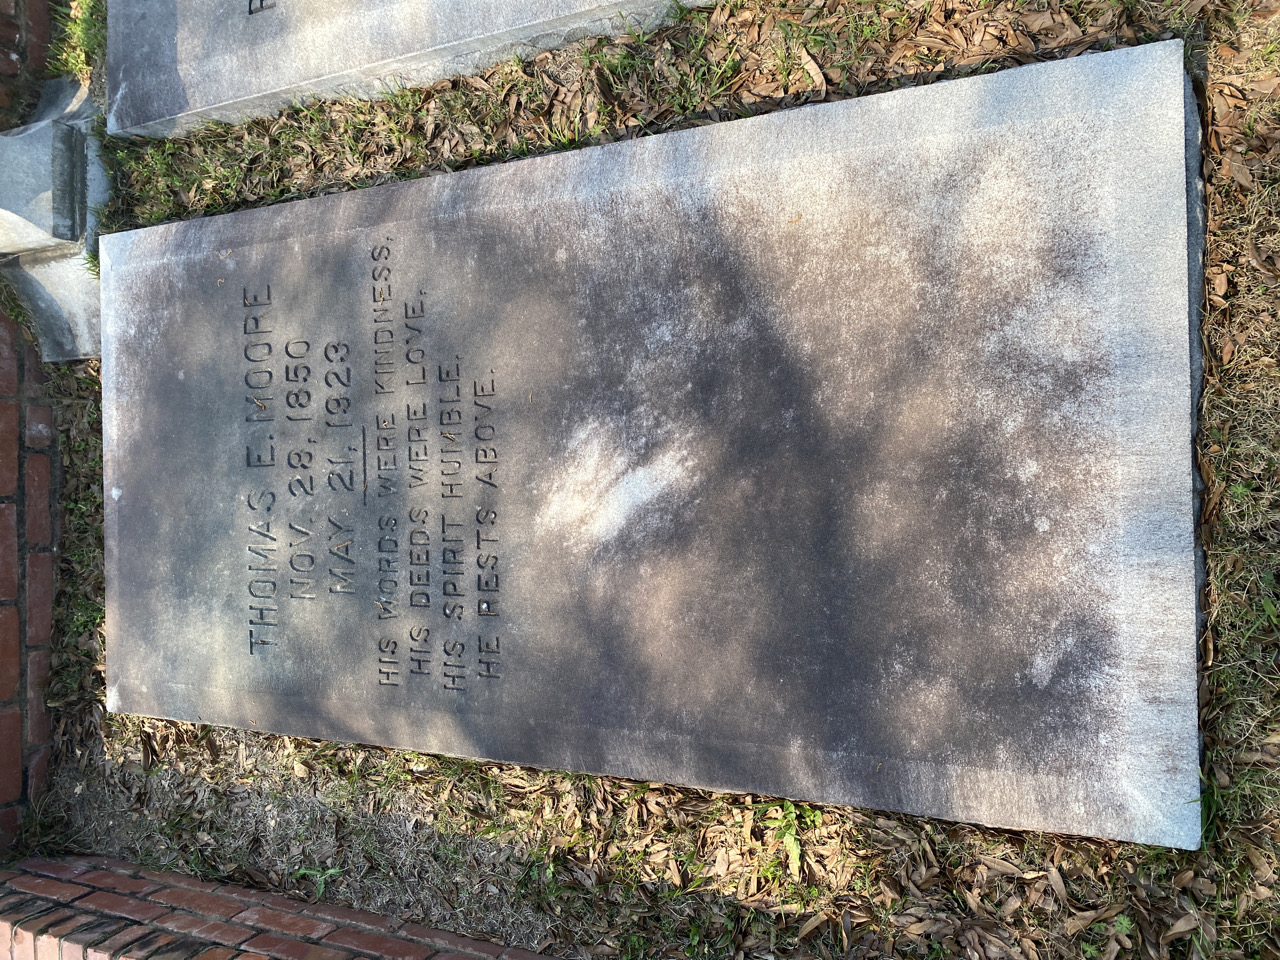 THOMAS E. MOORE
NOV. 28, 1850
MAY 21, 1923
HIS WORDS WERE KINDNESS,
HIS DEEDS WERE LOVE,
HIS SPIRIT HUMBLE,
HE RESTS ABOVE.